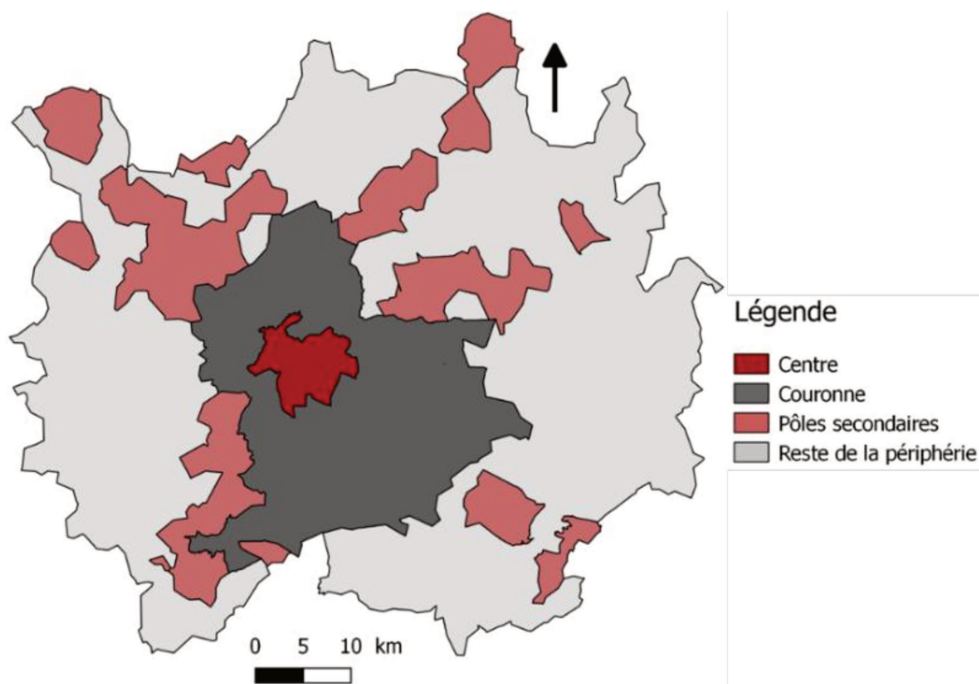 Légende
Centre
Couronne
Pôles secondaires
Reste de la périphérie
0 5 10 km